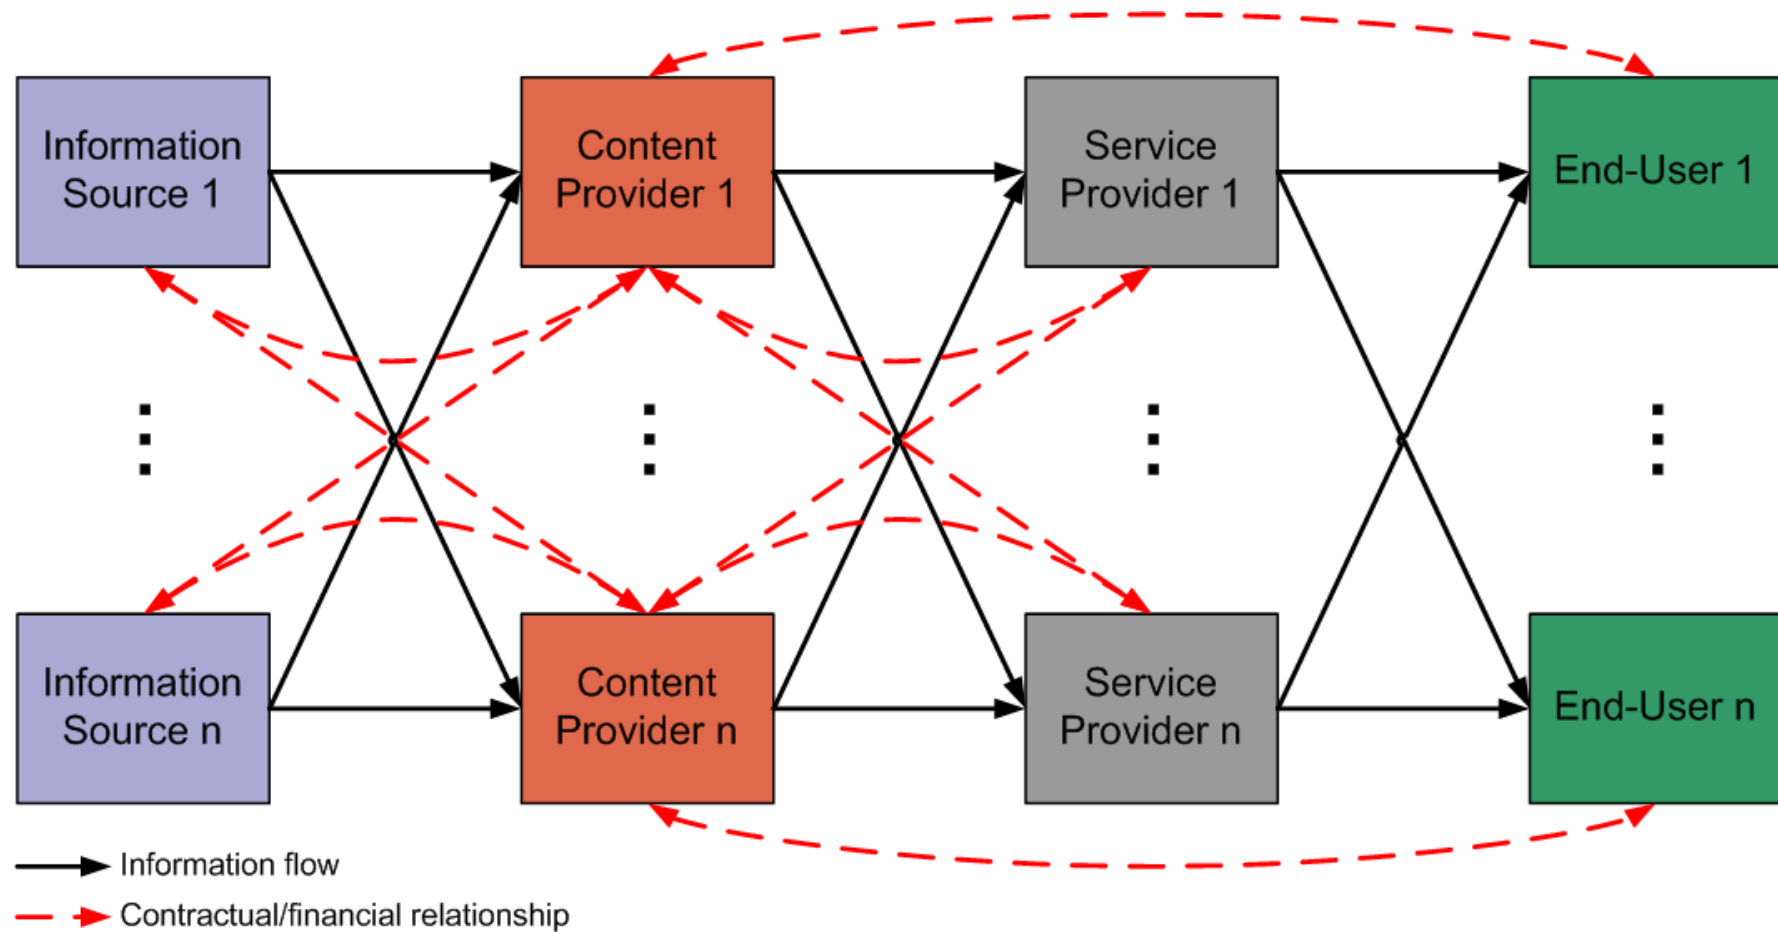 Information
Source 1
Content
Provider 1
Service
Provider 1
End-User 1
Information
Source n
Content
Provider n
Service
Provider n
End-User n
Information flow
Contractual/financial relationship